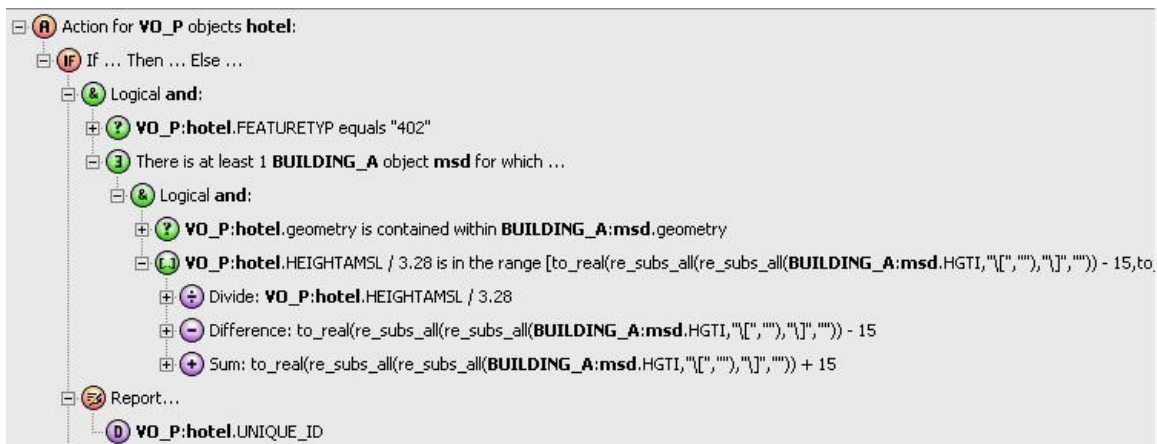 A Action for VO_P objects hotel:
IF If ... Then ... Else ...
& Logical and:
? VO_P:hotel.FEATURETYP equals "402"
∃ There is at least 1 BUILDING_A object msd for which ...
& Logical and:
? VO_P:hotel.geometry is contained within BUILDING_A:msd.geometry
[..] VO_P:hotel.HEIGHTAMSL / 3.28 is in the range [to_real(re_subs_all(re_subs_all(BUILDING_A:msd.HGTI,"\[",""),"\]","")) - 15,to_
÷ Divide: VO_P:hotel.HEIGHTAMSL / 3.28
− Difference: to_real(re_subs_all(re_subs_all(BUILDING_A:msd.HGTI,"\[",""),"\]","")) - 15
+ Sum: to_real(re_subs_all(re_subs_all(BUILDING_A:msd.HGTI,"\[",""),"\]","")) + 15
Report...
D VO_P:hotel.UNIQUE_ID